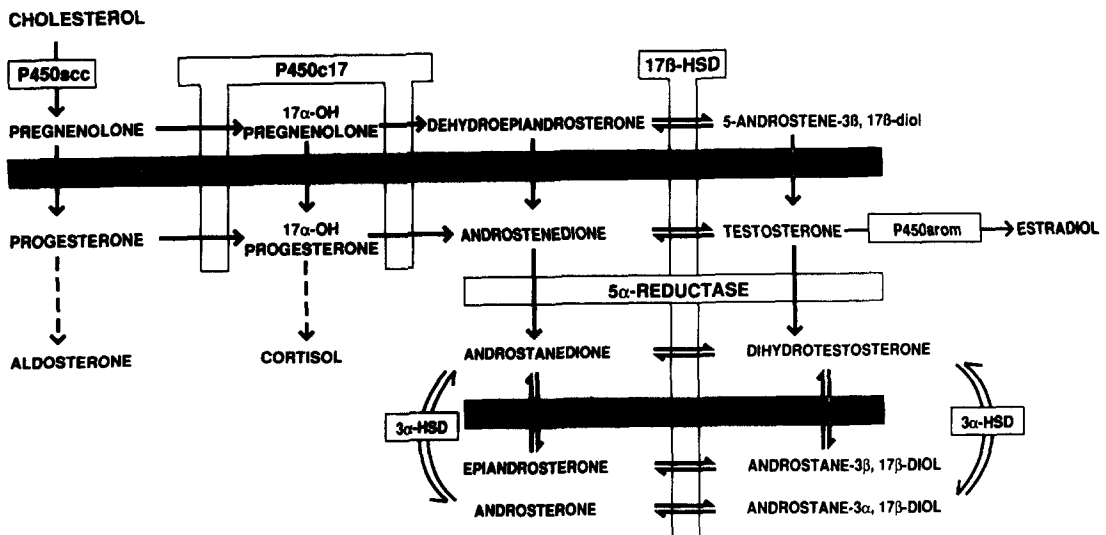 CHOLESTEROL
P450scc
P450c17
17β-HSD
PREGNENOLONE
17α-OH
PREGNENOLONE
DEHYDROEPIANDROSTERONE
5-ANDROSTENE-3β, 17β-diol
PROGESTERONE
17α-OH
PROGESTERONE
ANDROSTENEDIONE
TESTOSTERONE
P450arom
ESTRADIOL
5α-REDUCTASE
ALDOSTERONE
CORTISOL
ANDROSTANEDIONE
DIHYDROTESTOSTERONE
3α-HSD
3α-HSD
EPIANDROSTERONE
ANDROSTANE-3β, 17β-DIOL
ANDROSTERONE
ANDROSTANE-3α, 17β-DIOL